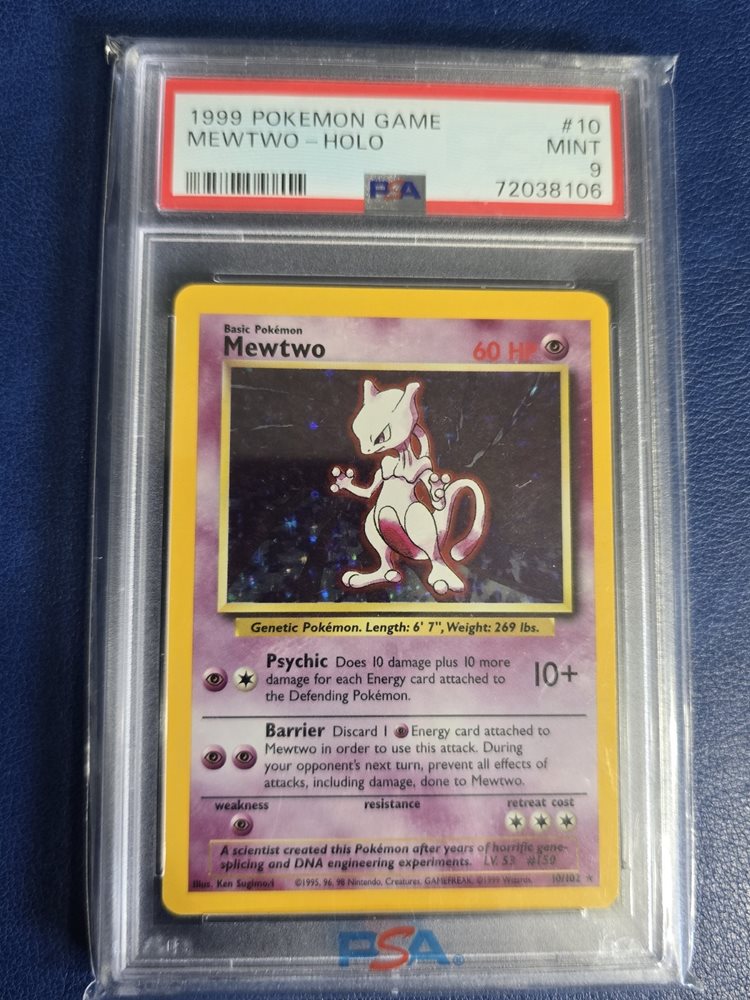 1999 POKEMON GAME #10
MEWTWO - HOLO MINT
9
PSA 72038106
Basic Pokémon
Mewtwo 60 HP
Genetic Pokémon. Length: 6' 7", Weight: 269 lbs.
Psychic Does 10 damage plus 10 more
damage for each Energy card attached to
the Defending Pokémon.
10+
Barrier Discard 1 Energy card attached to
Mewtwo in order to use this attack. During
your opponent's next turn, prevent all effects of
attacks, including damage, done to Mewtwo.
weakness resistance retreat cost
A scientist created this Pokémon after years of horrific gene-
splicing and DNA engineering experiments. LV. 53 #150
Illus. Ken Sugimori ©1995, 96, 98 Nintendo, Creatures, GAMEFREAK. ©1999 Wizards. 10/102
PSA®